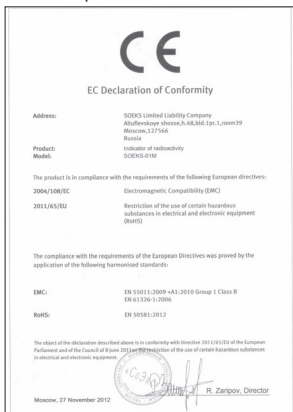 CE
EC Declaration of Conformity
Address: SOEKS Limited Liability Company
Altufievskoye shosse,h.48,bld.1pr.1,room39
Moscow,127566
Russia
Product: Indicator of radioactivity
Model: SOEKS-01M
The product is in compliance with the requirements of the following European directives:
2004/108/EC Electromagnetic Compatibility (EMC)
2011/65/EU Restriction of the use of certain hazardous
substances in electrical and electronic equipment
(RoHS)
The compliance with the requirements of the European Directives was proved by the
application of the following harmonised standards:
EMC: EN 55011:2009 +A1:2010 Group 1 Class B
EN 61326-1:2006
RoHS: EN 50581:2012
The object of the declaration described above is in conformity with Directive 2011/65/EU of the European
Parliament and of the Council of 8 June 2011 on the restriction of the use of certain hazardous substances
in electrical and electronic equipment.
R. Zaripov, Director
Moscow, 27 November 2012